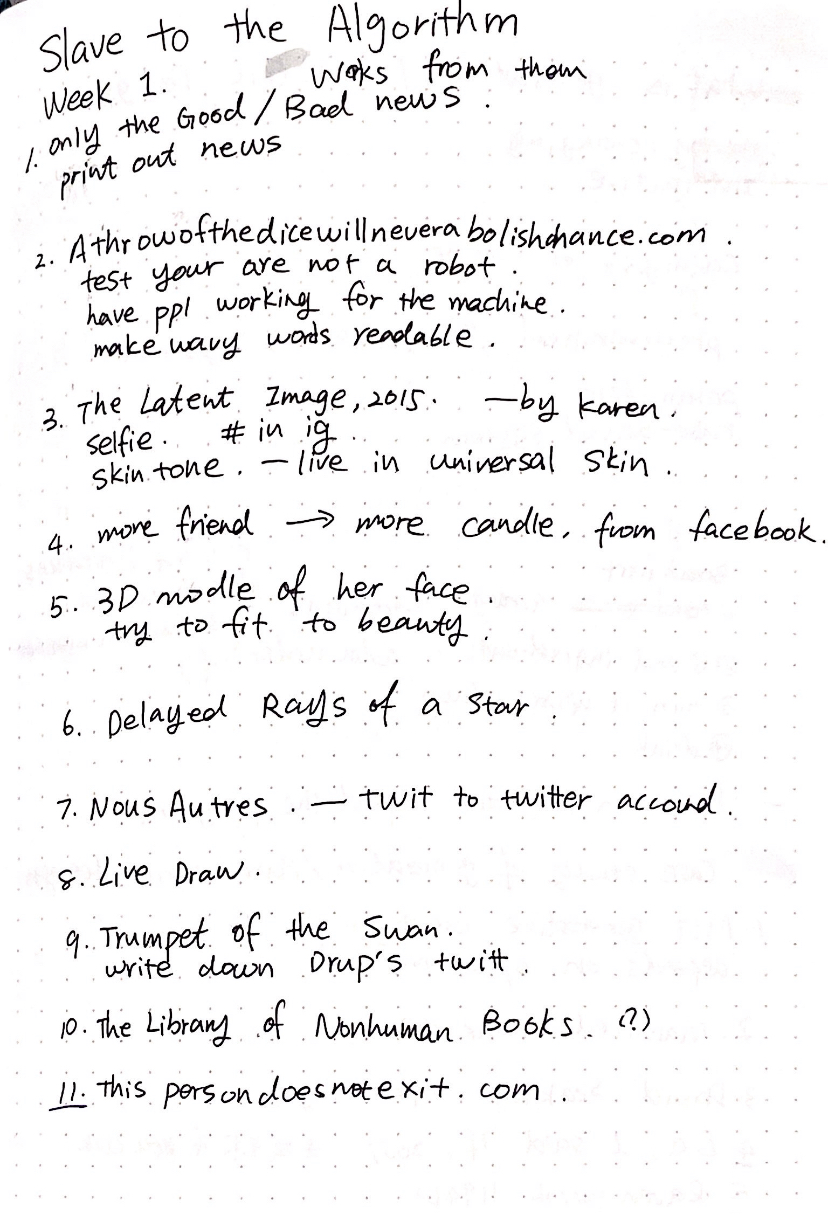 Slave to the Algorithm
Week 1. Woks from them
1. only the Good / Bad news.
print out news
2. Athrowofthedicewillneverabolishchance.com.
test your are not a robot.
have ppl working for the machine.
make wavy words readable.
3. The Latent Image, 2015. —by Karen.
selfie. # in ig.
skin tone. — live in universal skin.
4. more friend → more candle, from facebook.
5. 3D modle of her face.
try to fit to beauty.
6. Delayed Rays of a Star.
7. Nous Autres. — twit to twitter accound.
8. Live Draw.
9. Trumpet of the Swan.
write down Drup's twitt.
10. The Library of Nonhuman Books. (?)
11. this persondoesnotexit.com.